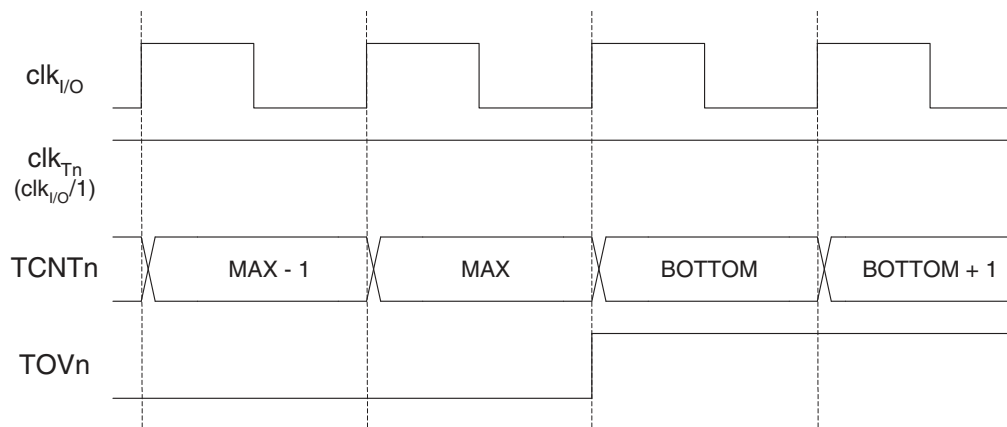 clkI/O
clkTn
(clkI/O/1)
TCNTn MAX - 1 MAX BOTTOM BOTTOM + 1
TOVn